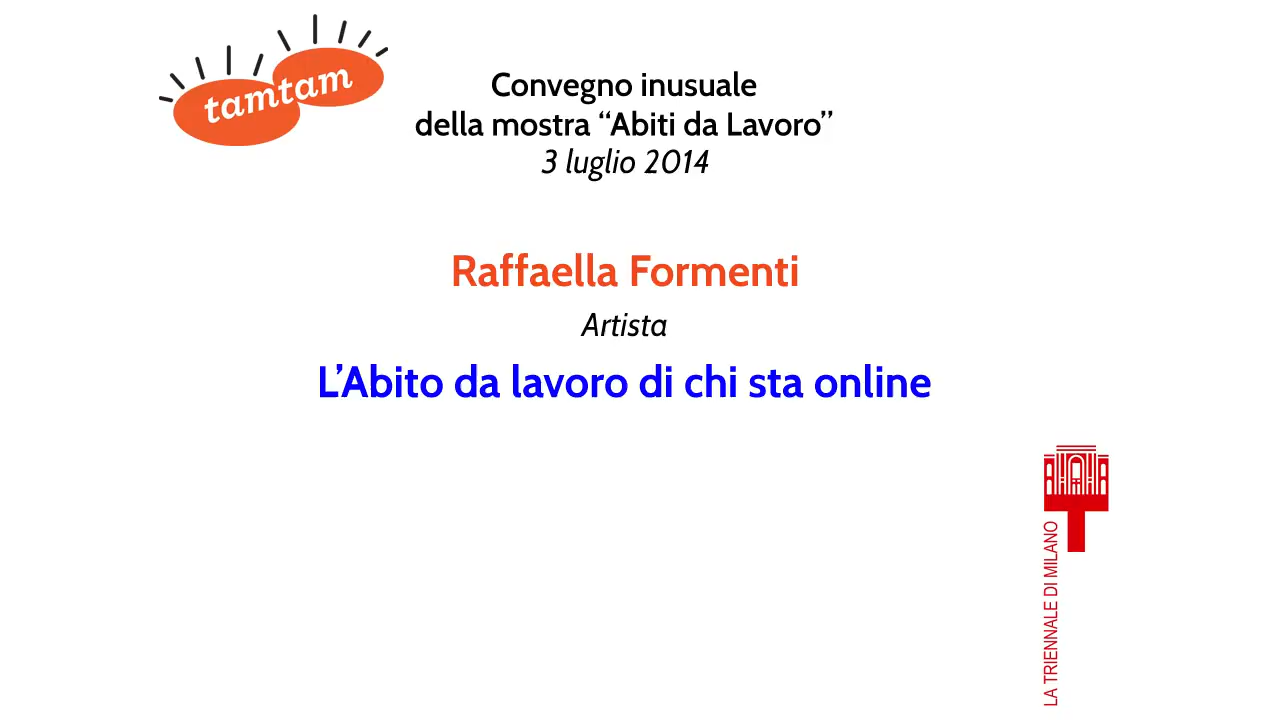 tamtam
Convegno inusuale
della mostra “Abiti da Lavoro”
3 luglio 2014
Raffaella Formenti
Artista
L’Abito da lavoro di chi sta online
LA TRIENNALE DI MILANO